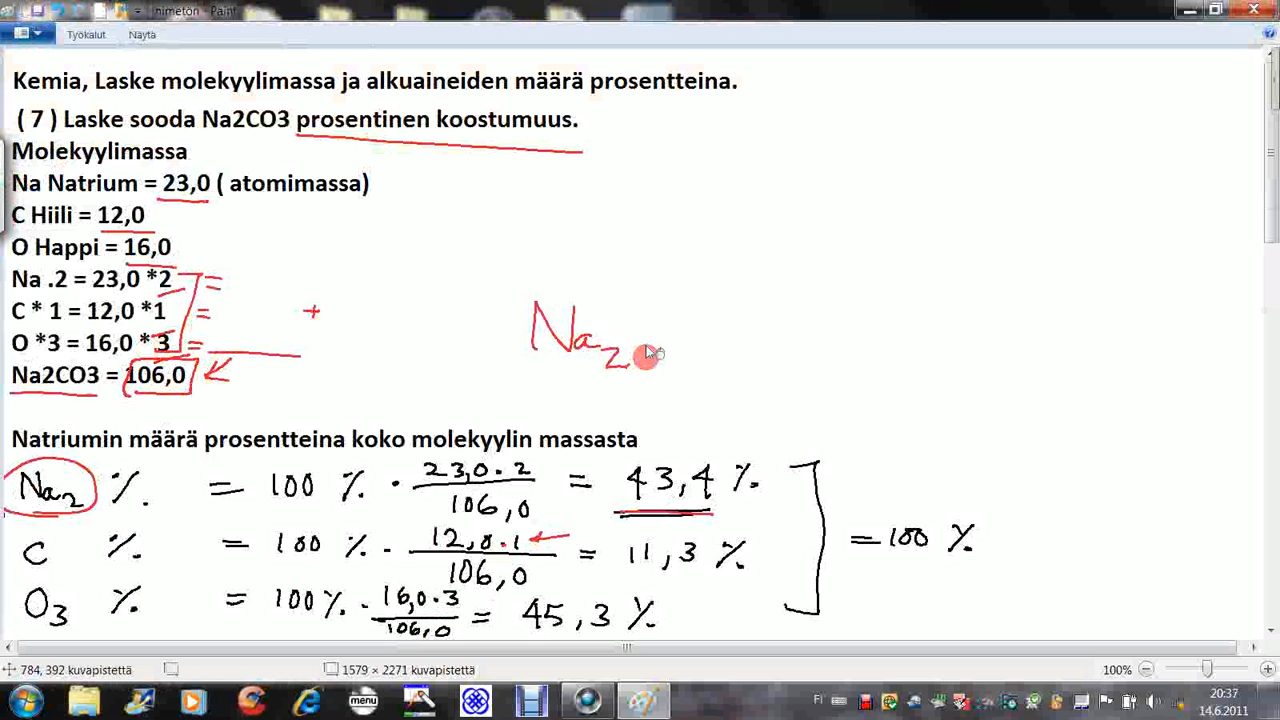 nimeton - Paint
Työkalut Näytä
Kemia, Laske molekyylimassa ja alkuaineiden määrä prosentteina.
( 7 ) Laske sooda Na2CO3 prosentinen koostumuus.
Molekyylimassa
Na Natrium = 23,0 ( atomimassa)
C Hiili = 12,0
O Happi = 16,0
Na .2 = 23,0 *2 =
C * 1 = 12,0 *1 = +
O *3 = 16,0 * 3 =
Na2
Na2CO3 = 106,0
Natriumin määrä prosentteina koko molekyylin massasta
Na2 % = 100 % · 23,0 · 2 / 106,0 = 43,4 %
C % = 100 % · 12,0 · 1 / 106,0 = 11,3 %
= 100 %
O3 % = 100% · 16,0 · 3 / 106,0 = 45,3 %
784, 392 kuvapistettä 1579 × 2271 kuvapistettä 100%
menu FI 20:37
14.6.2011